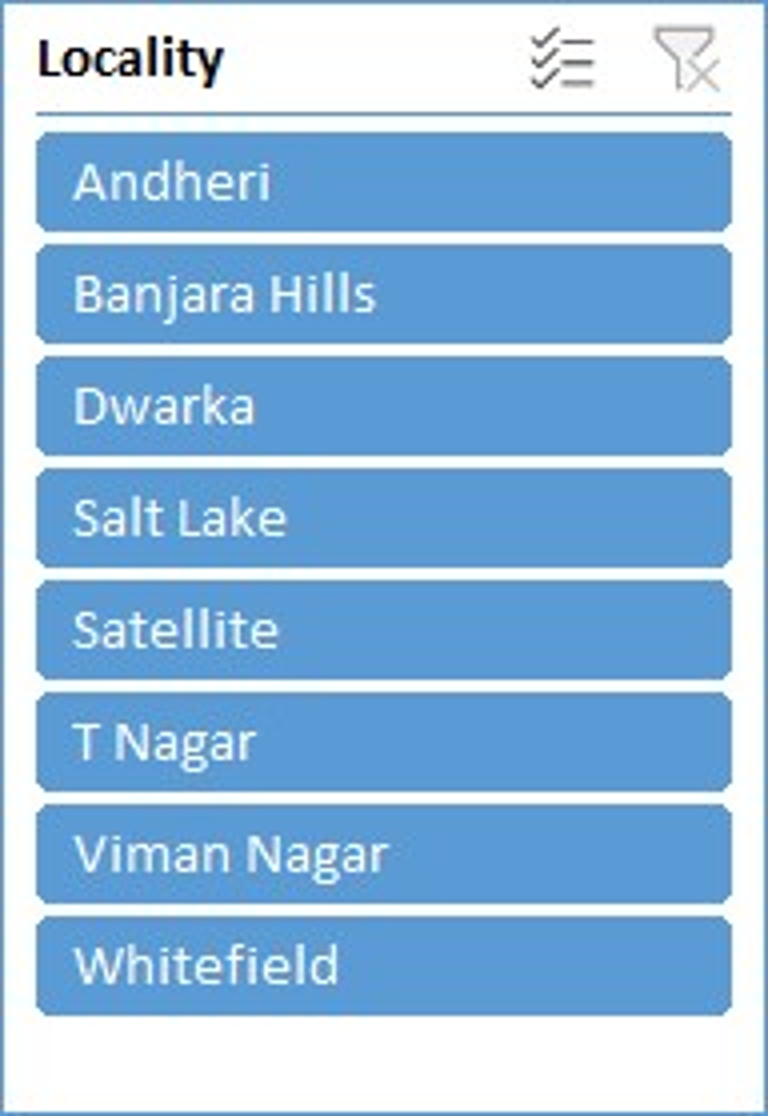 Locality
Andheri
Banjara Hills
Dwarka
Salt Lake
Satellite
T Nagar
Viman Nagar
Whitefield